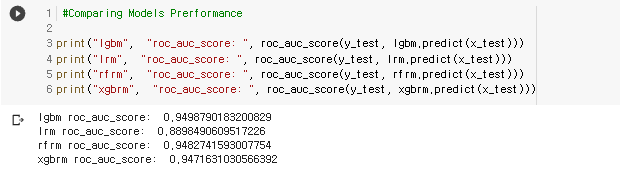 1 #Comparing Models Prerformance
2
3 print("lgbm", "roc_auc_score: ", roc_auc_score(y_test, lgbm.predict(x_test)))
4 print("lrm", "roc_auc_score: ", roc_auc_score(y_test, lrm.predict(x_test)))
5 print("rfrm", "roc_auc_score: ", roc_auc_score(y_test, rfrm.predict(x_test)))
6 print("xgbrm", "roc_auc_score: ", roc_auc_score(y_test, xgbrm.predict(x_test)))
lgbm roc_auc_score: 0.9498790183200829
lrm roc_auc_score: 0.8898490609517226
rfrm roc_auc_score: 0.9482741593007754
xgbrm roc_auc_score: 0.9471631030566392